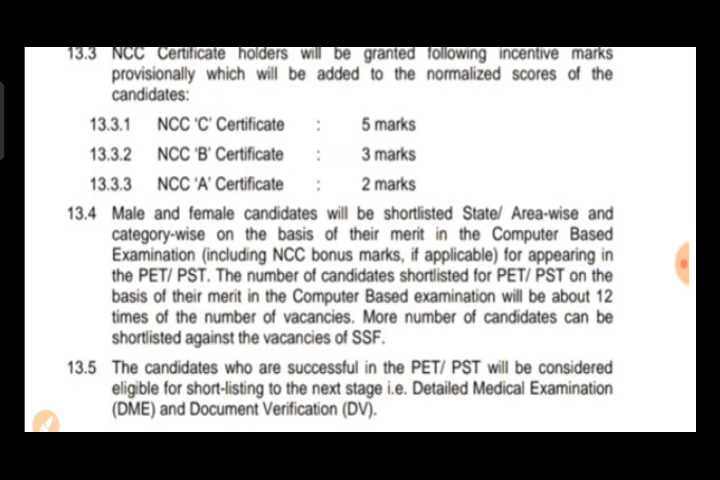 13.3 NCC Certificate holders will be granted following incentive marks
provisionally which will be added to the normalized scores of the
candidates:
13.3.1 NCC 'C' Certificate : 5 marks
13.3.2 NCC 'B' Certificate : 3 marks
13.3.3 NCC 'A' Certificate : 2 marks
13.4 Male and female candidates will be shortlisted State/ Area-wise and
category-wise on the basis of their merit in the Computer Based
Examination (including NCC bonus marks, if applicable) for appearing in
the PET/ PST. The number of candidates shortlisted for PET/ PST on the
basis of their merit in the Computer Based examination will be about 12
times of the number of vacancies. More number of candidates can be
shortlisted against the vacancies of SSF.
13.5 The candidates who are successful in the PET/ PST will be considered
eligible for short-listing to the next stage i.e. Detailed Medical Examination
(DME) and Document Verification (DV).